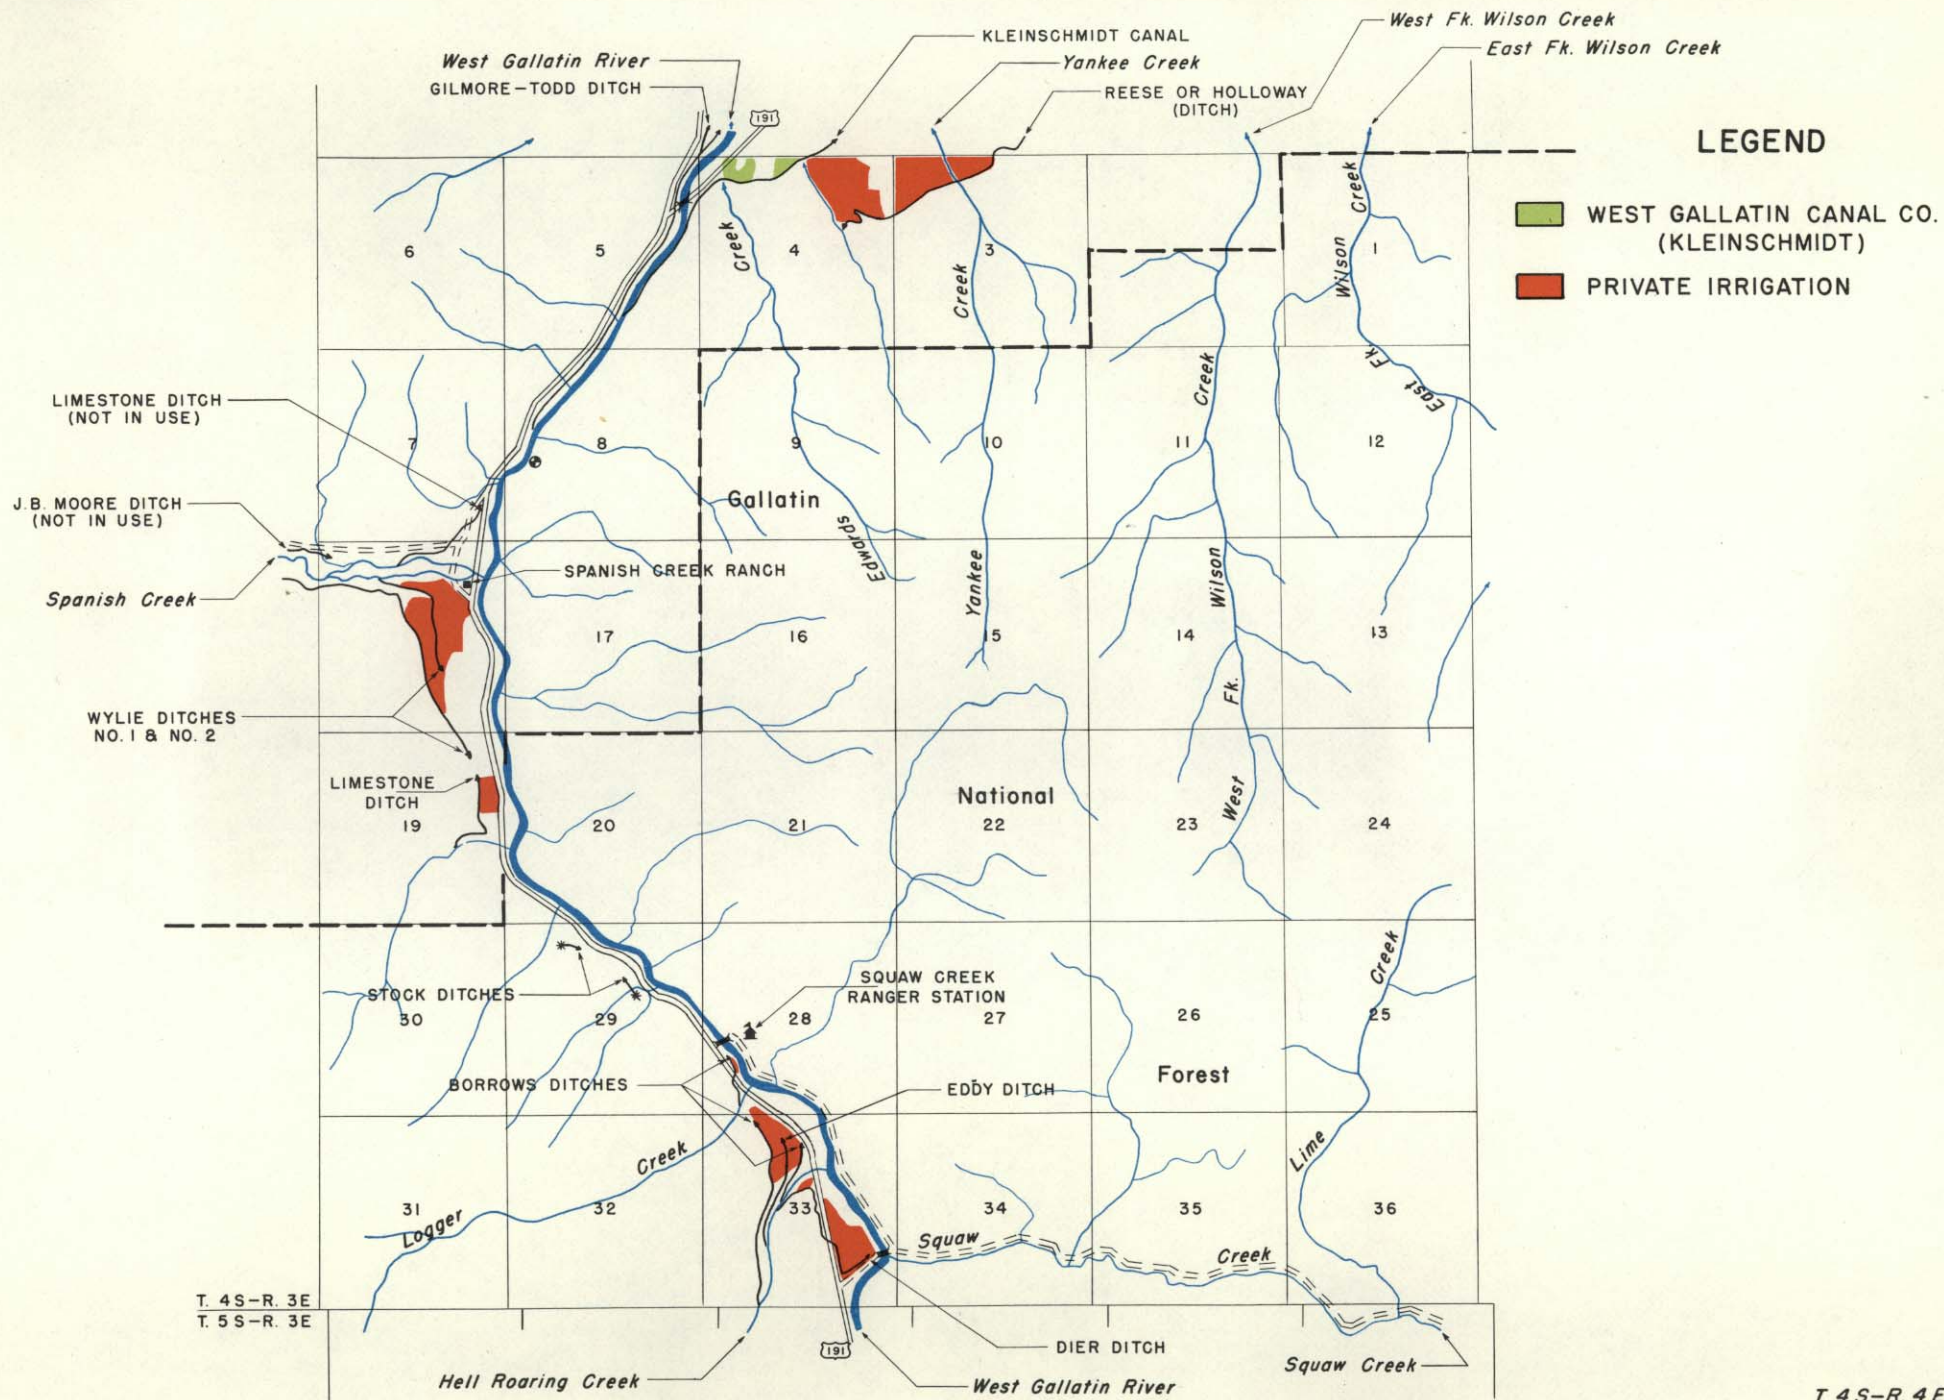 West Fk. Wilson Creek
East Fk. Wilson Creek
KLEINSCHMIDT CANAL
West Gallatin River
Yankee Creek
GILMORE-TODD DITCH
REESE OR HOLLOWAY
(DITCH)
191
LEGEND
WEST GALLATIN CANAL CO.
(KLEINSCHMIDT)
PRIVATE IRRIGATION
Creek
Creek
Wilson
6
5
4
3
1
Creek
Creek
East Fk.
LIMESTONE DITCH
(NOT IN USE)
7
8
9
10
11
12
J.B. MOORE DITCH
(NOT IN USE)
Gallatin
Edwards
Yankee
Wilson
SPANISH CREEK RANCH
Spanish Creek
17
16
15
14
13
Fk.
WYLIE DITCHES
NO. 1 & NO. 2
LIMESTONE
DITCH
National
West
19
20
21
22
23
24
Creek
SQUAW CREEK
RANGER STATION
STOCK DITCHES
30
29
28
27
26
25
BORROWS DITCHES
EDDY DITCH
Forest
Creek
Lime
31
32
33
34
35
36
Logger
Squaw
Creek
T. 4S-R. 3E
T. 5S-R. 3E
191
DIER DITCH
Squaw Creek
Hell Roaring Creek
West Gallatin River
T. 4S-R. 4E